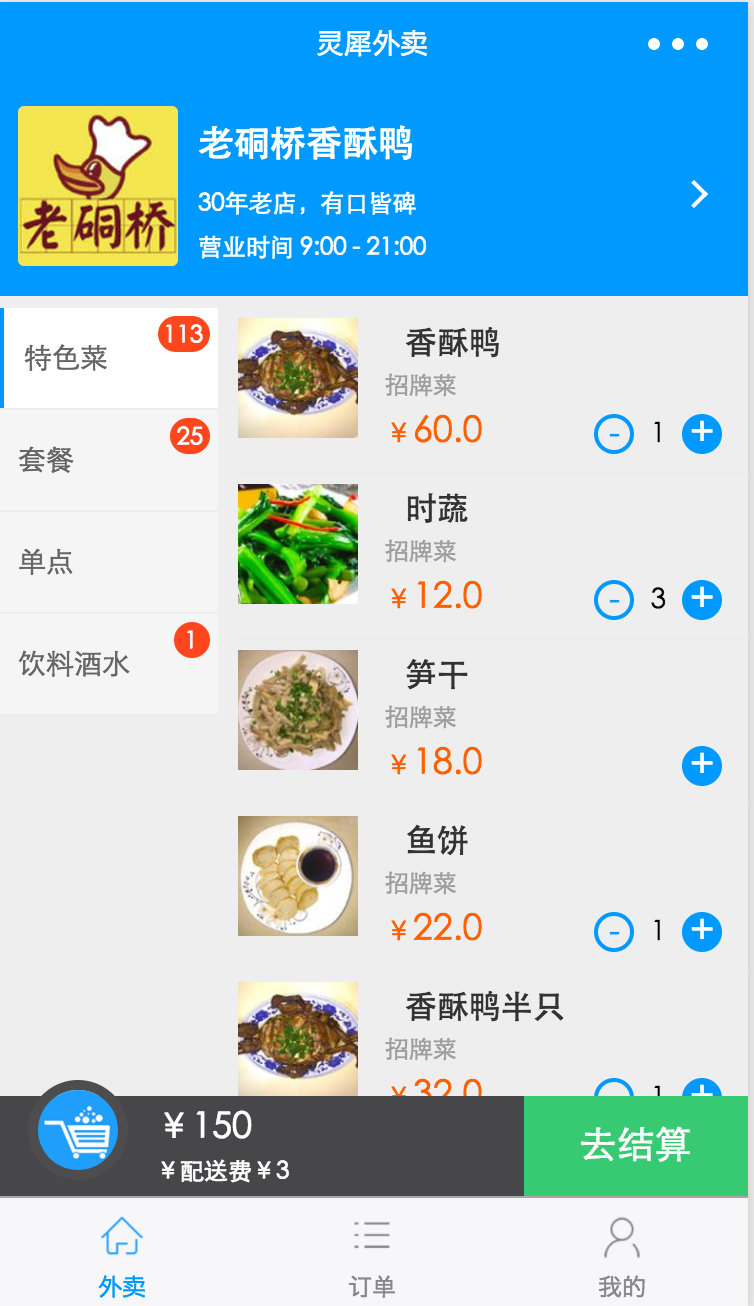 灵犀外卖
老硐桥
老硐桥香酥鸭
30年老店，有口皆碑
营业时间 9:00 - 21:00
特色菜
113
套餐
25
单点
饮料酒水
1
香酥鸭
招牌菜
￥60.0
- 1 +
时蔬
招牌菜
￥12.0
- 3 +
笋干
招牌菜
￥18.0
+
鱼饼
招牌菜
￥22.0
- 1 +
香酥鸭半只
招牌菜
￥32.0
1 +
￥150
￥配送费￥3
去结算
外卖
订单
我的